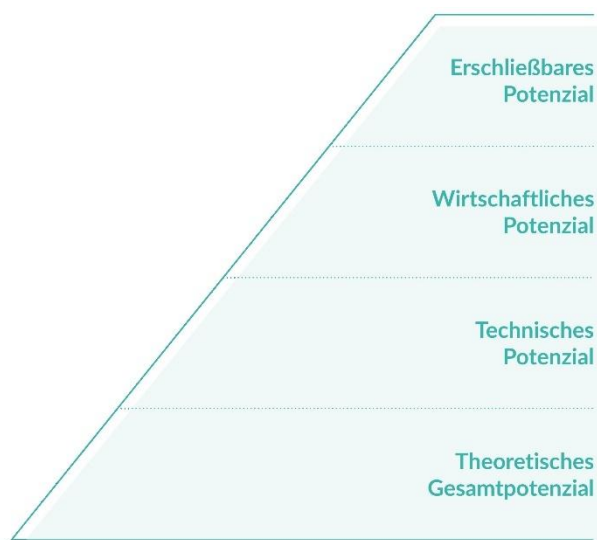 Erschließbares
Potenzial
Wirtschaftliches
Potenzial
Technisches
Potenzial
Theoretisches
Gesamtpotenzial